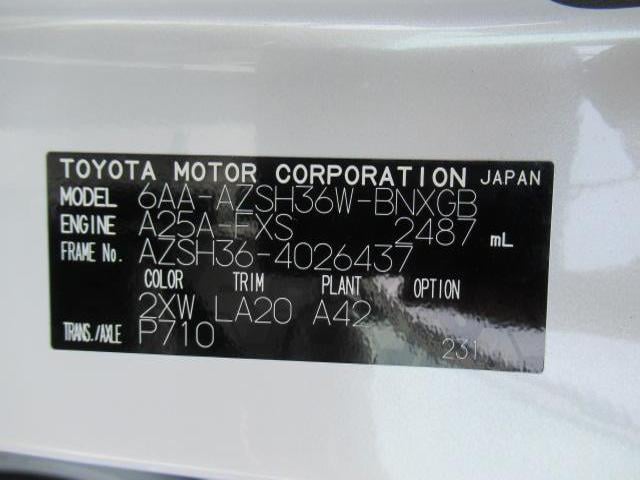 TOYOTA MOTOR CORPORATION JAPAN
MODEL 6AA-AZSH36W-BNXGB
ENGINE A25A-FXS 2487 mL
FRAME No. AZSH36-4026437
COLOR TRIM PLANT OPTION
2XW LA20 A42
TRANS./AXLE P710
231